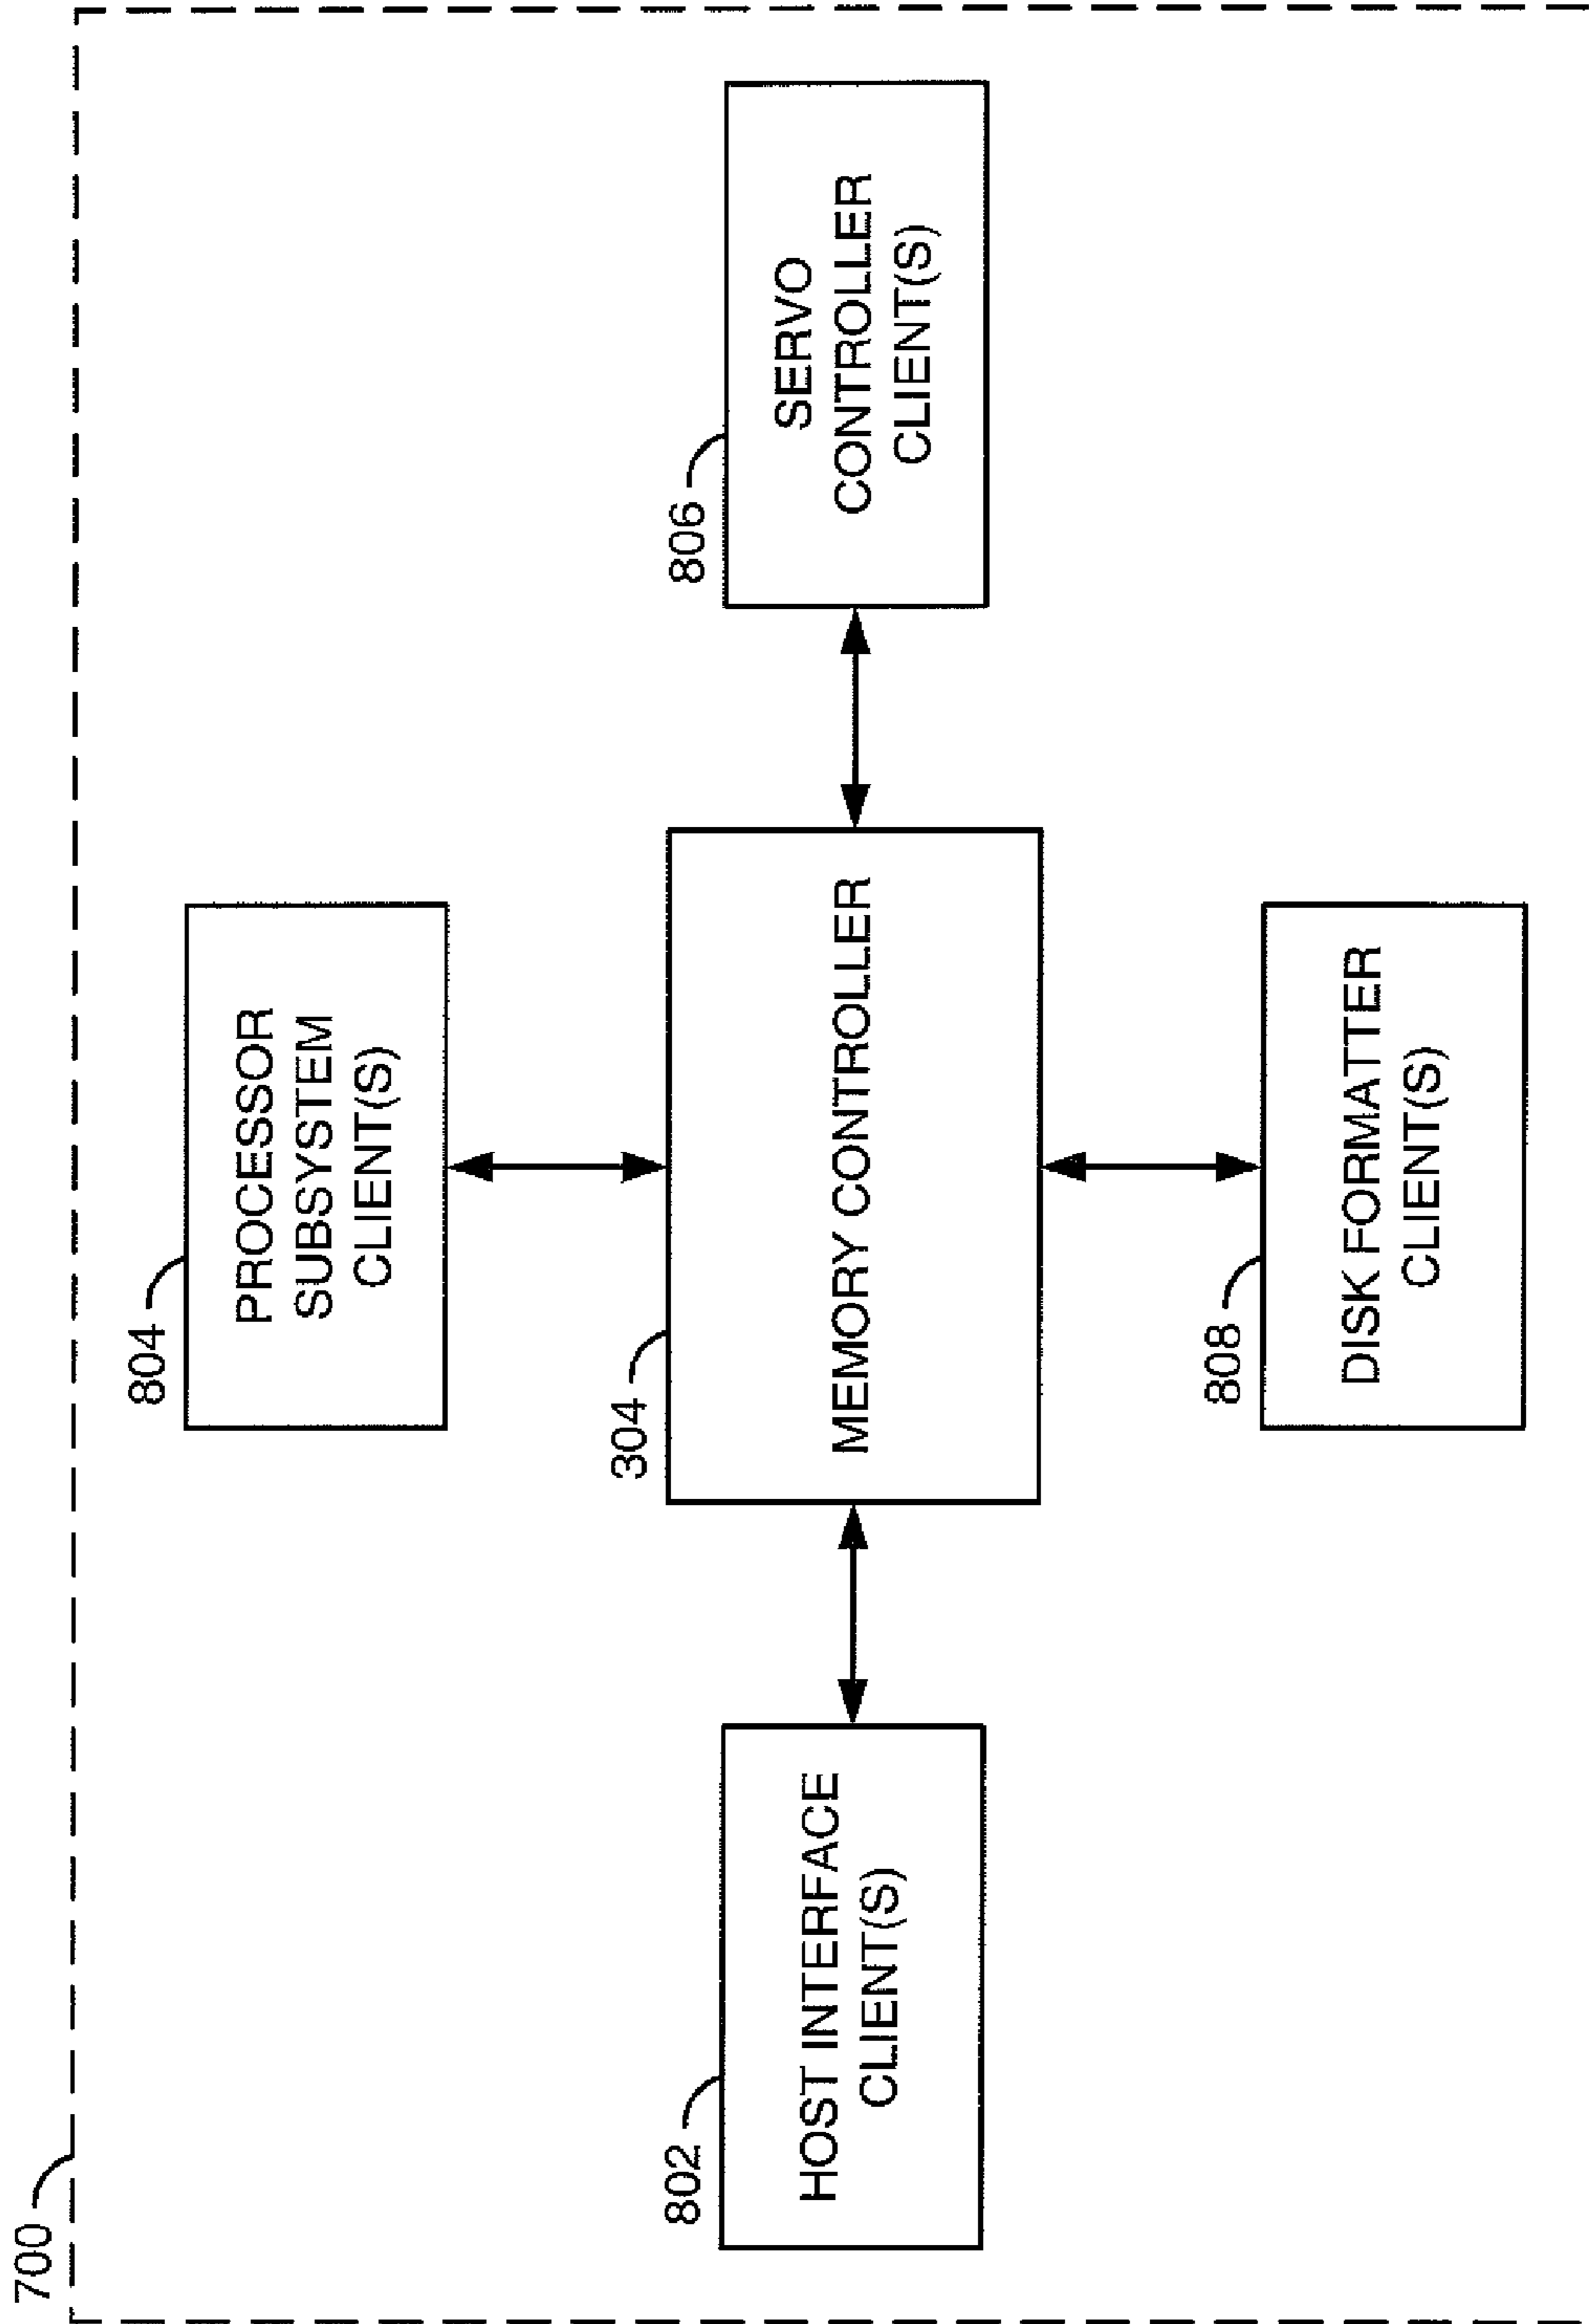 700
804
PROCESSOR
SUBSYSTEM
CLIENT(S)
802
HOST INTERFACE
CLIENT(S)
304
MEMORY CONTROLLER
806
SERVO
CONTROLLER
CLIENT(S)
808
DISK FORMATTER
CLIENT(S)